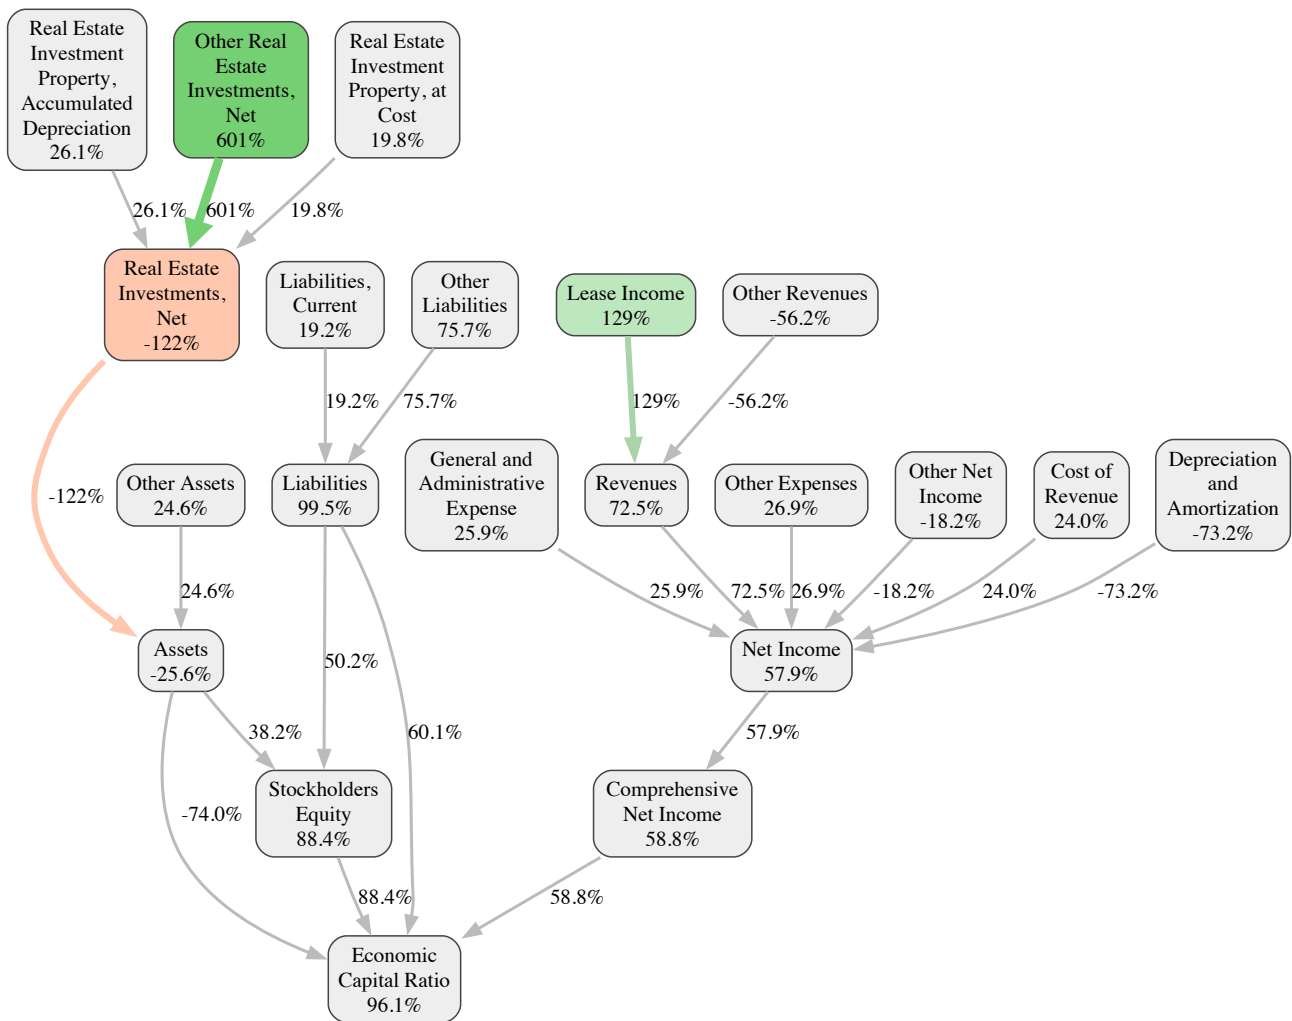 Real Estate
Investment
Property,
Accumulated
Depreciation
26.1%
Other Real
Estate
Investments,
Net
601%
Real Estate
Investment
Property, at
Cost
19.8%
26.1%
601%
19.8%
Real Estate
Investments,
Net
-122%
Liabilities,
Current
19.2%
Other
Liabilities
75.7%
Lease Income
129%
Other Revenues
-56.2%
19.2%
75.7%
129%
-56.2%
-122%
Other Assets
24.6%
Liabilities
99.5%
General and
Administrative
Expense
25.9%
Revenues
72.5%
Other Expenses
26.9%
Other Net
Income
-18.2%
Cost of
Revenue
24.0%
Depreciation
and
Amortization
-73.2%
24.6%
25.9%
72.5%
26.9%
-18.2%
24.0%
-73.2%
Assets
-25.6%
50.2%
Net Income
57.9%
38.2%
60.1%
57.9%
-74.0%
Stockholders
Equity
88.4%
Comprehensive
Net Income
58.8%
88.4%
58.8%
Economic
Capital Ratio
96.1%